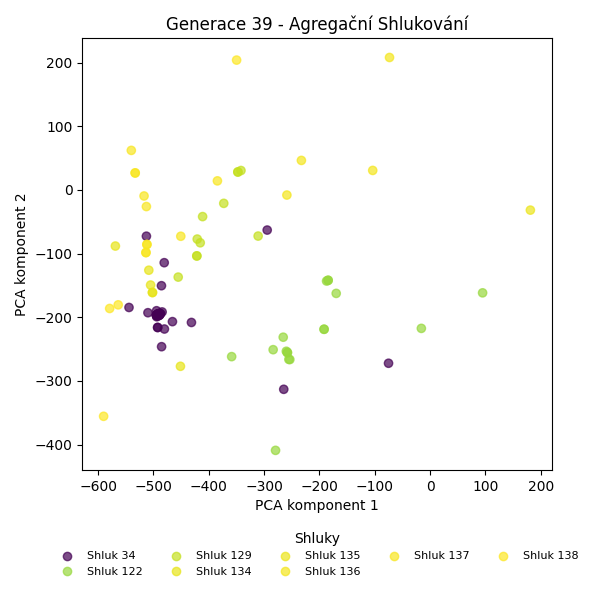 Generace 39 - Agregační Shlukování
PCA komponent 2
200
100
0
−100
−200
−300
−400
−600 −500 −400 −300 −200 −100 0 100 200
PCA komponent 1
Shluky
Shluk 34 Shluk 129 Shluk 135 Shluk 137 Shluk 138
Shluk 122 Shluk 134 Shluk 136